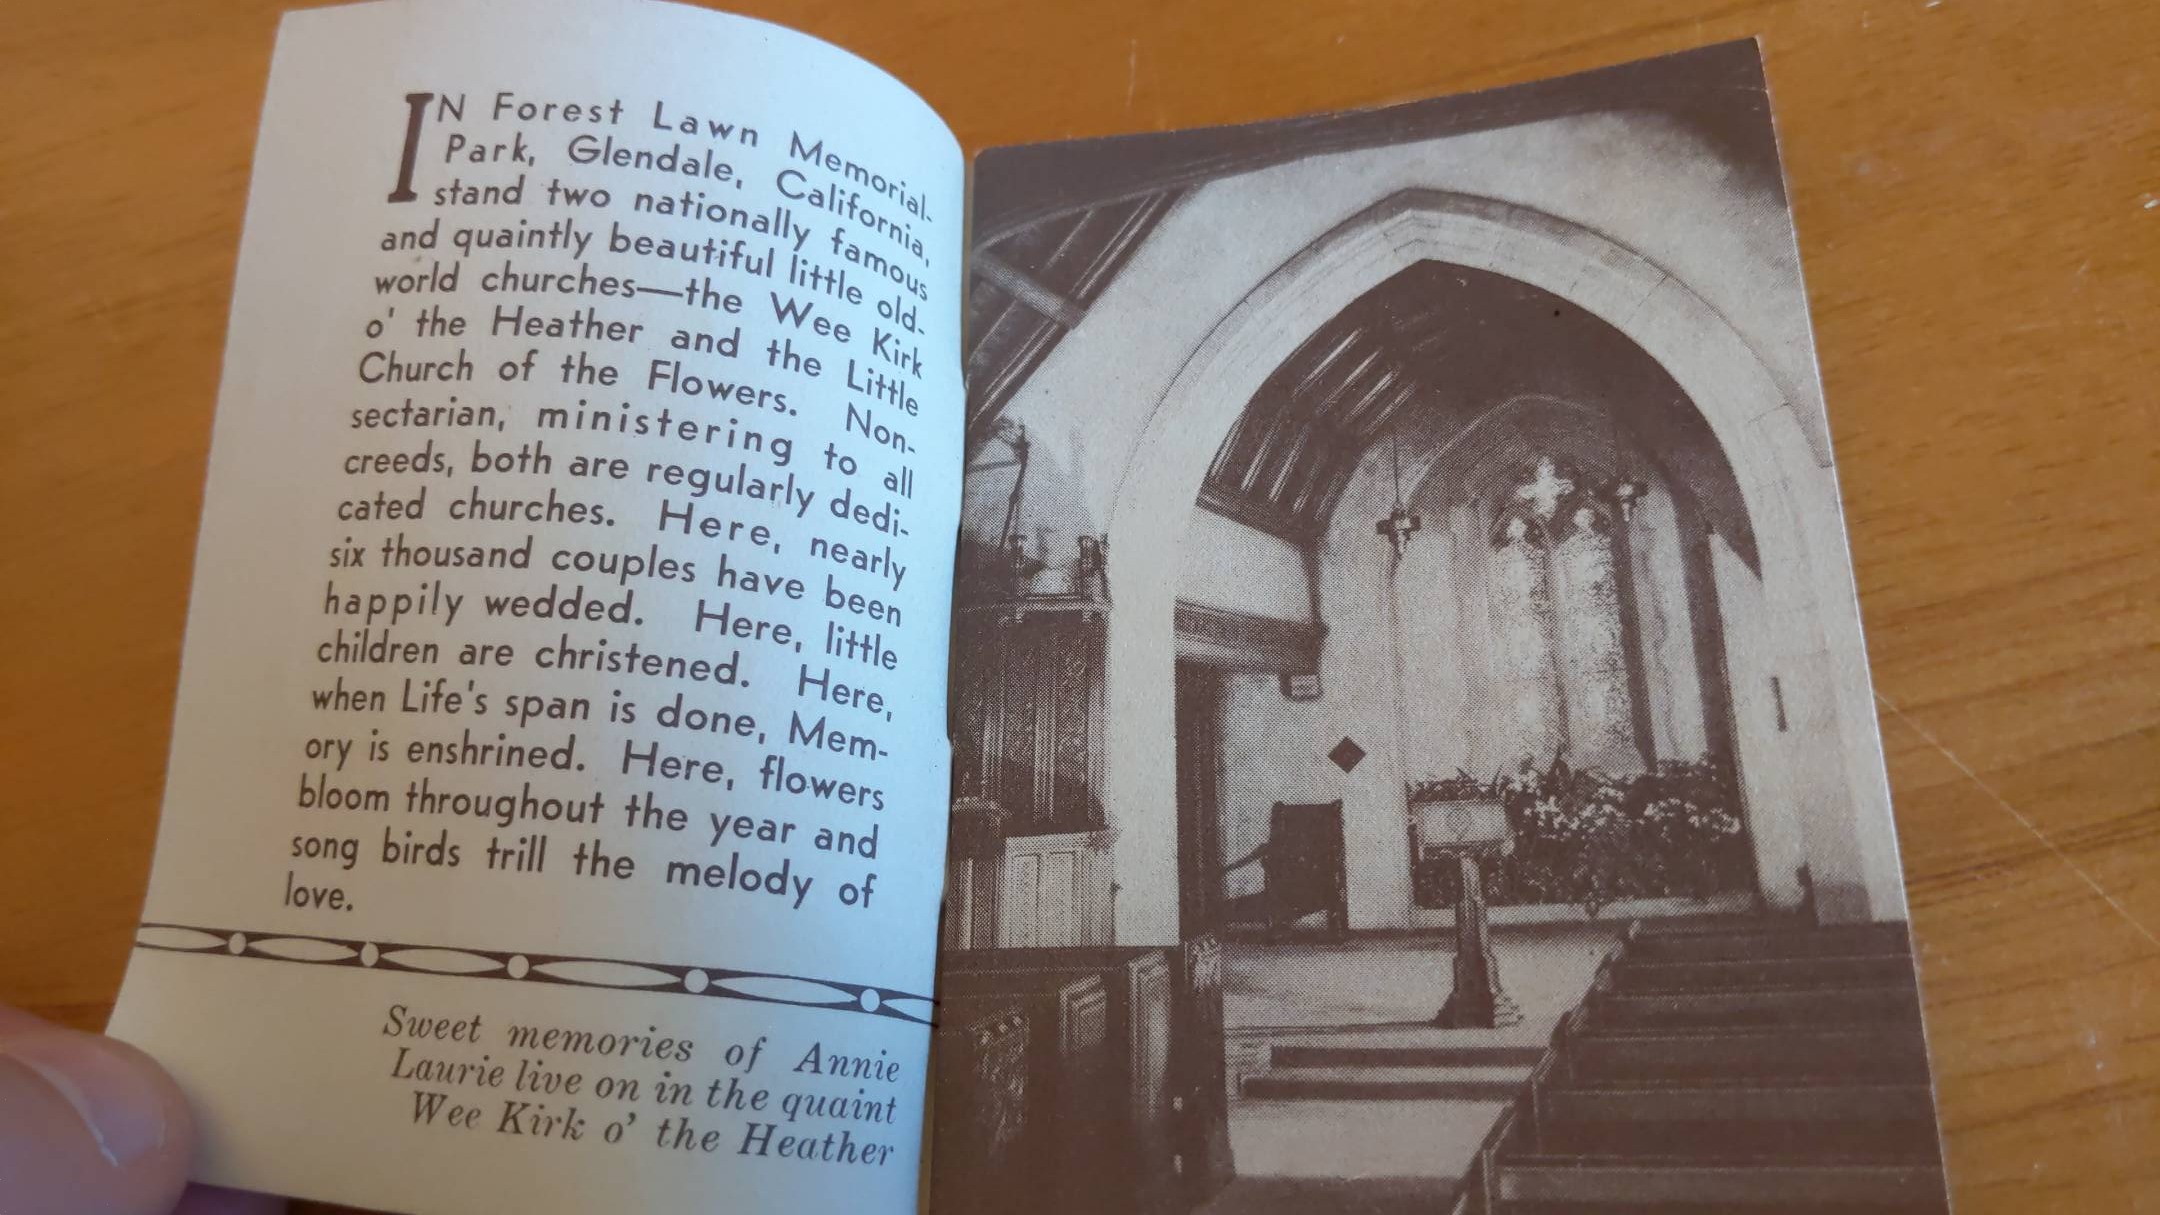 IN Forest Lawn Memorial-
Park, Glendale, California,
stand two nationally famous
and quaintly beautiful little old-
world churches—the Wee Kirk
o' the Heather and the Little
Church of the Flowers. Non-
sectarian, ministering to all
creeds, both are regularly dedi-
cated churches. Here, nearly
six thousand couples have been
happily wedded. Here, little
children are christened. Here,
when Life's span is done, Mem-
ory is enshrined. Here, flowers
bloom throughout the year and
song birds trill the melody of
love.
Sweet memories of Annie
Laurie live on in the quaint
Wee Kirk o' the Heather